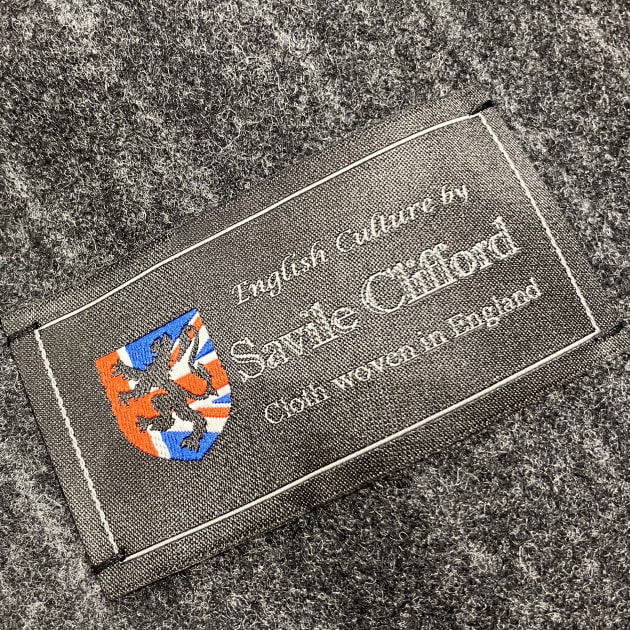 English Culture by
Savile Clifford
Cloth woven in England